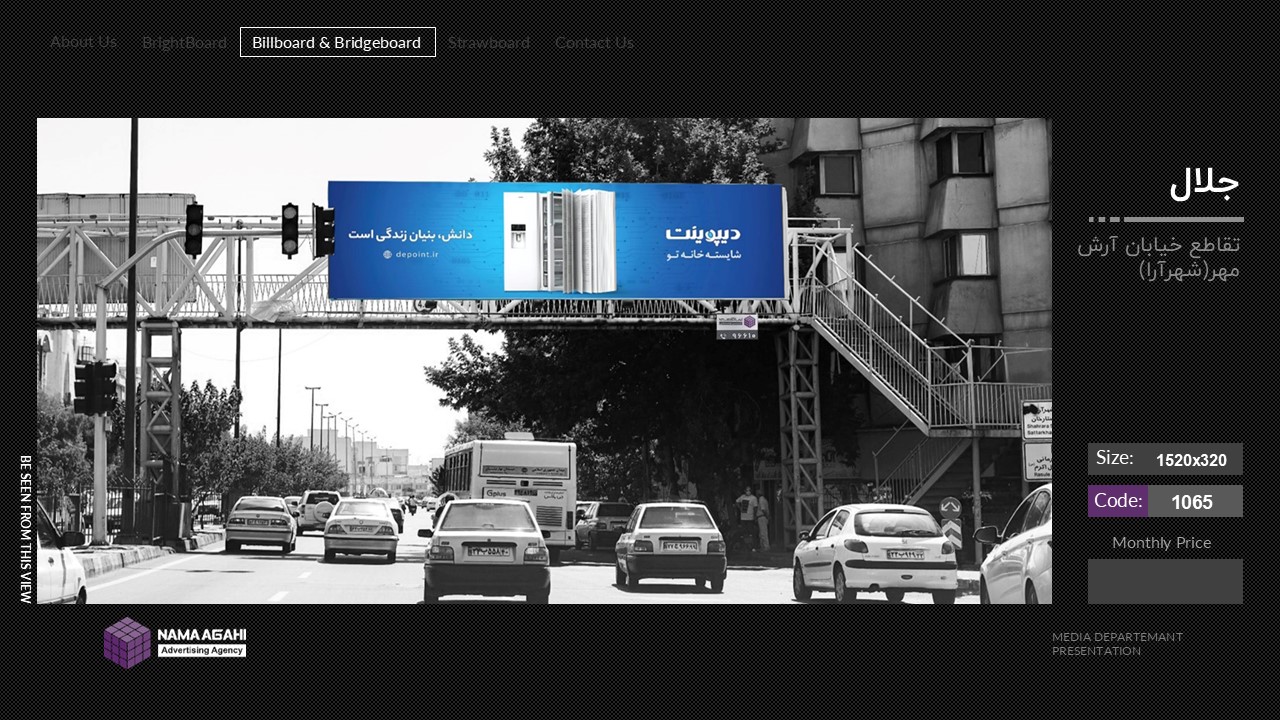 About Us
BrightBoard
Billboard & Bridgeboard
Strawboard
Contact Us
جلال
تقاطع خیابان آرش
مهر(شهرآرا)
دیپوینت
شایسته خانه تو
دانش، بنیان زندگی است
depoint.ir
۹۶۶۱۰
Gplus
Size: 1520x320
Code: 1065
Monthly Price
BE SEEN FROM THIS VIEW
NAMA AGAHI
Advertising Agency
MEDIA DEPARTEMANT
PRESENTATION